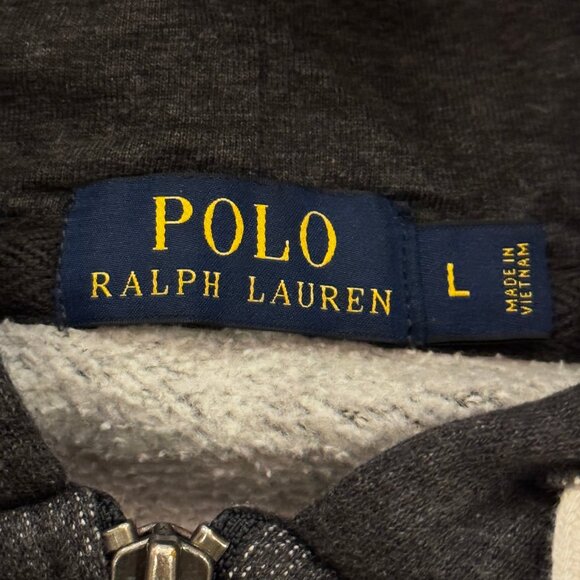 POLO
RALPH LAUREN
L
MADE IN
VIETNAM